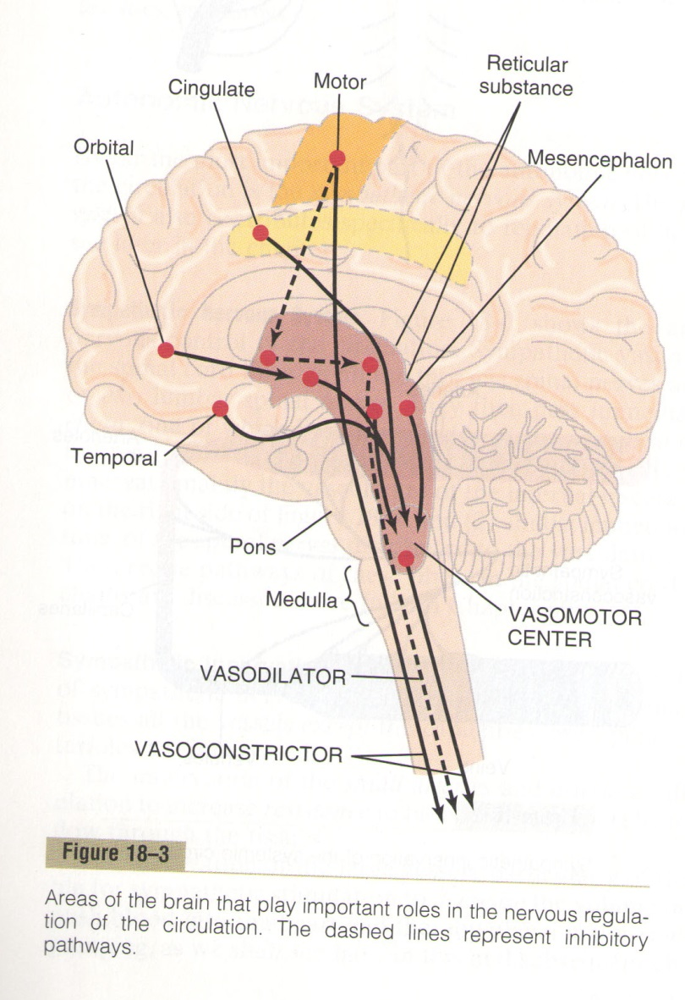 Reticular
substance
Motor
Cingulate
Orbital
Mesencephalon
Temporal
Pons
Medulla
VASOMOTOR
CENTER
VASODILATOR
VASOCONSTRICTOR
Figure 18–3
Areas of the brain that play important roles in the nervous regula-
tion of the circulation. The dashed lines represent inhibitory
pathways.